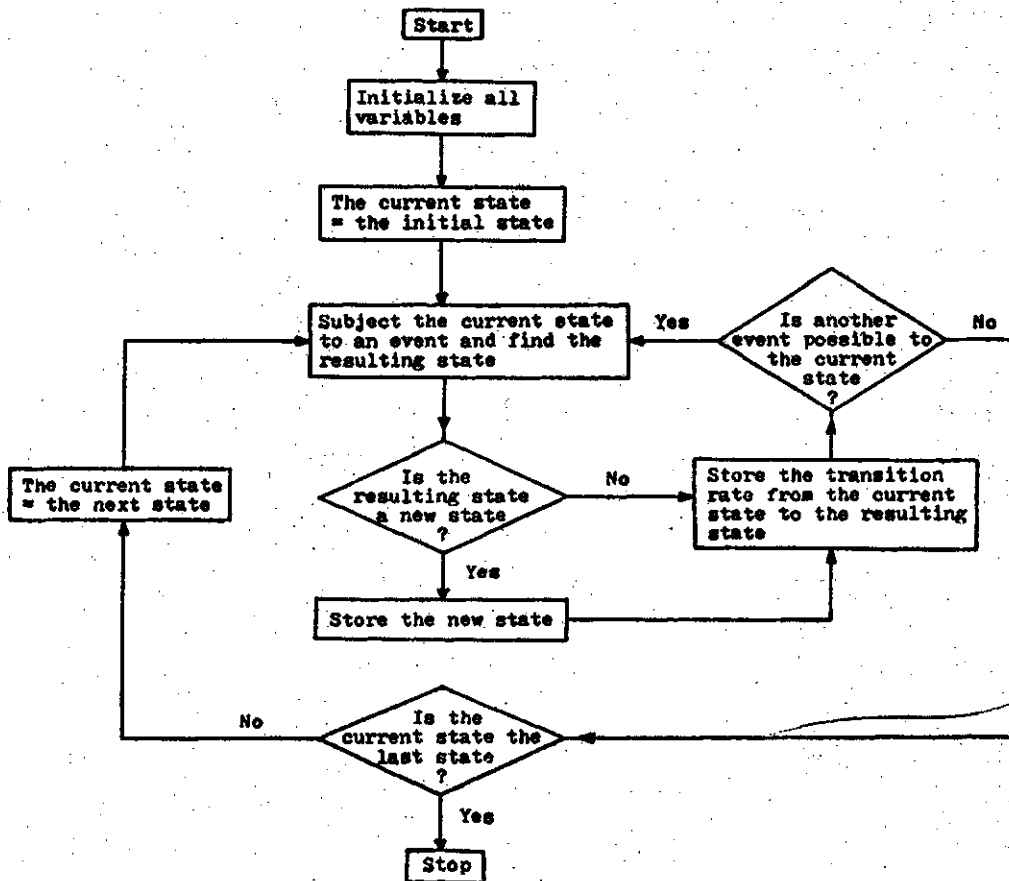 Start
Initialize all
variables
The current state
= the initial state
Subject the current state
to an event and find the
resulting state
Yes
Is another
event possible to
the current
state
?
No
The current state
= the next state
Is the
resulting state
a new state
?
No
Store the transition
rate from the current
state to the resulting
state
Yes
Store the new state
No
Is the
current state the
last state
?
Yes
Stop